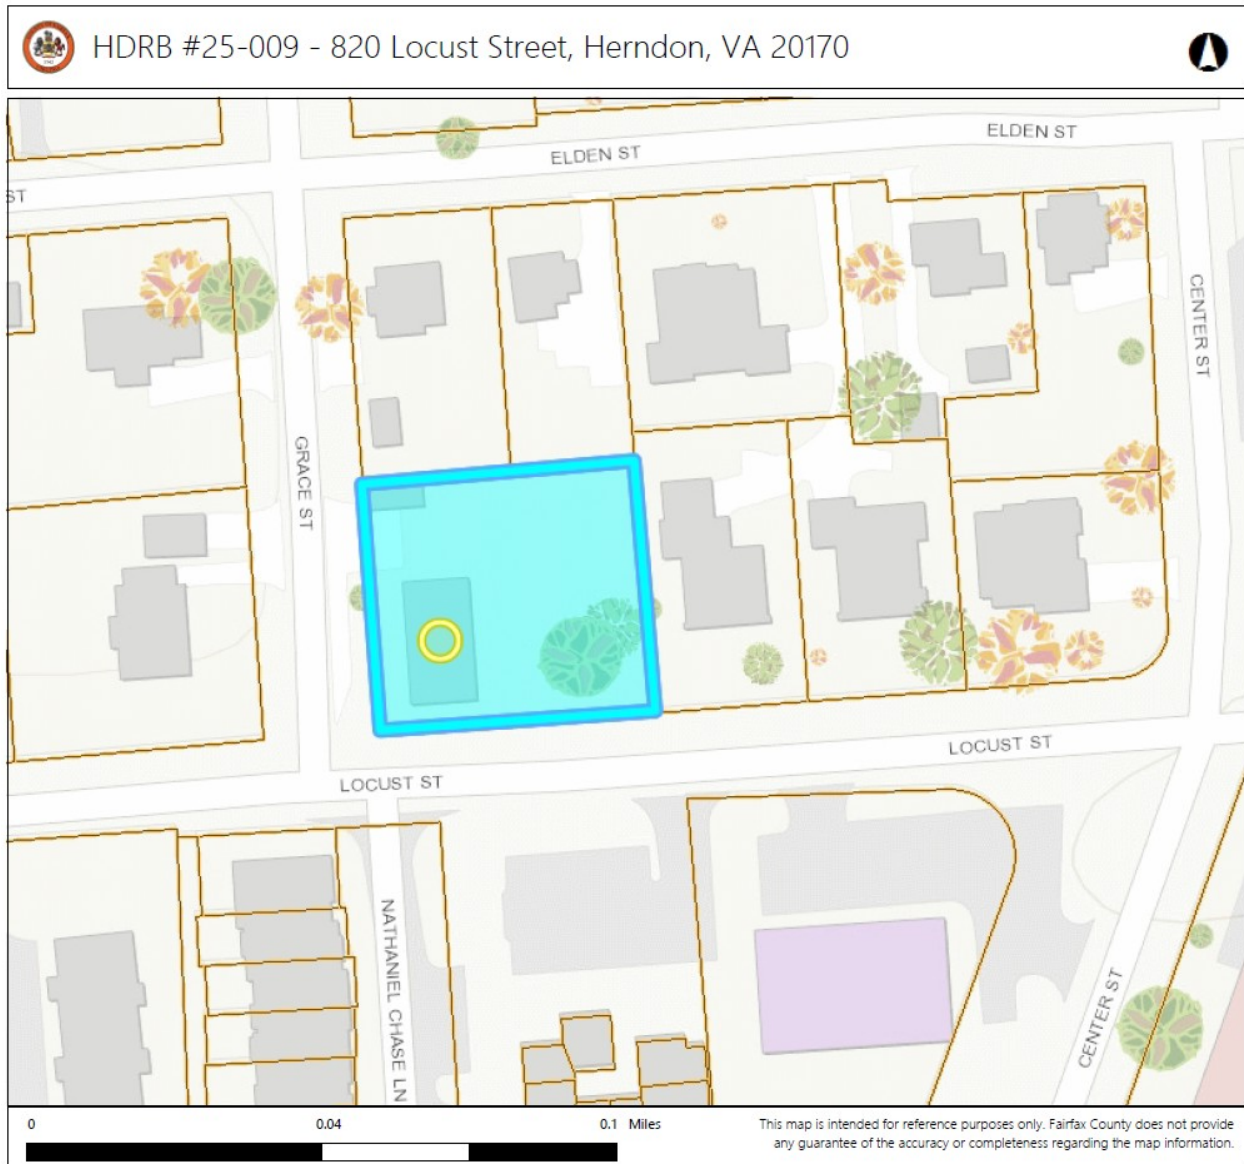 HDRB #25-009 - 820 Locust Street, Herndon, VA 20170
ELDEN ST
ELDEN ST
ST
CENTER ST
GRACE ST
LOCUST ST
LOCUST ST
NATHANIEL CHASE LN
CENTER ST
0 0.04 0.1 Miles
This map is intended for reference purposes only. Fairfax County does not provide
any guarantee of the accuracy or completeness regarding the map information.